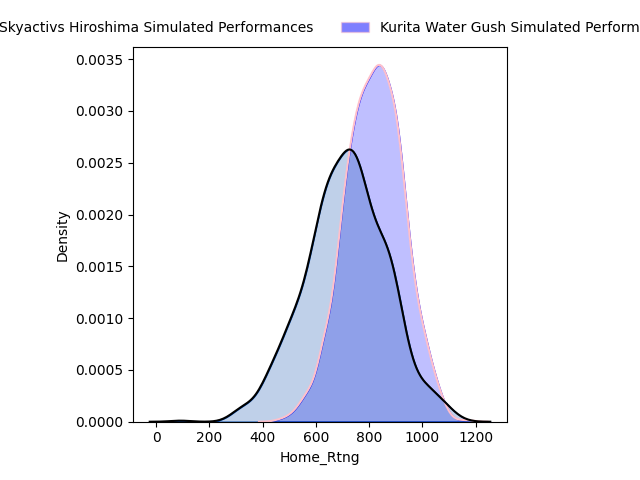 Skyactivs Hiroshima Simulated Performances
Kurita Water Gush Simulated Perform
0.0035
0.0030
0.0025
0.0020
0.0015
0.0010
0.0005
0.0000
Density
0 200 400 600 800 1000 1200
Home_Rtng